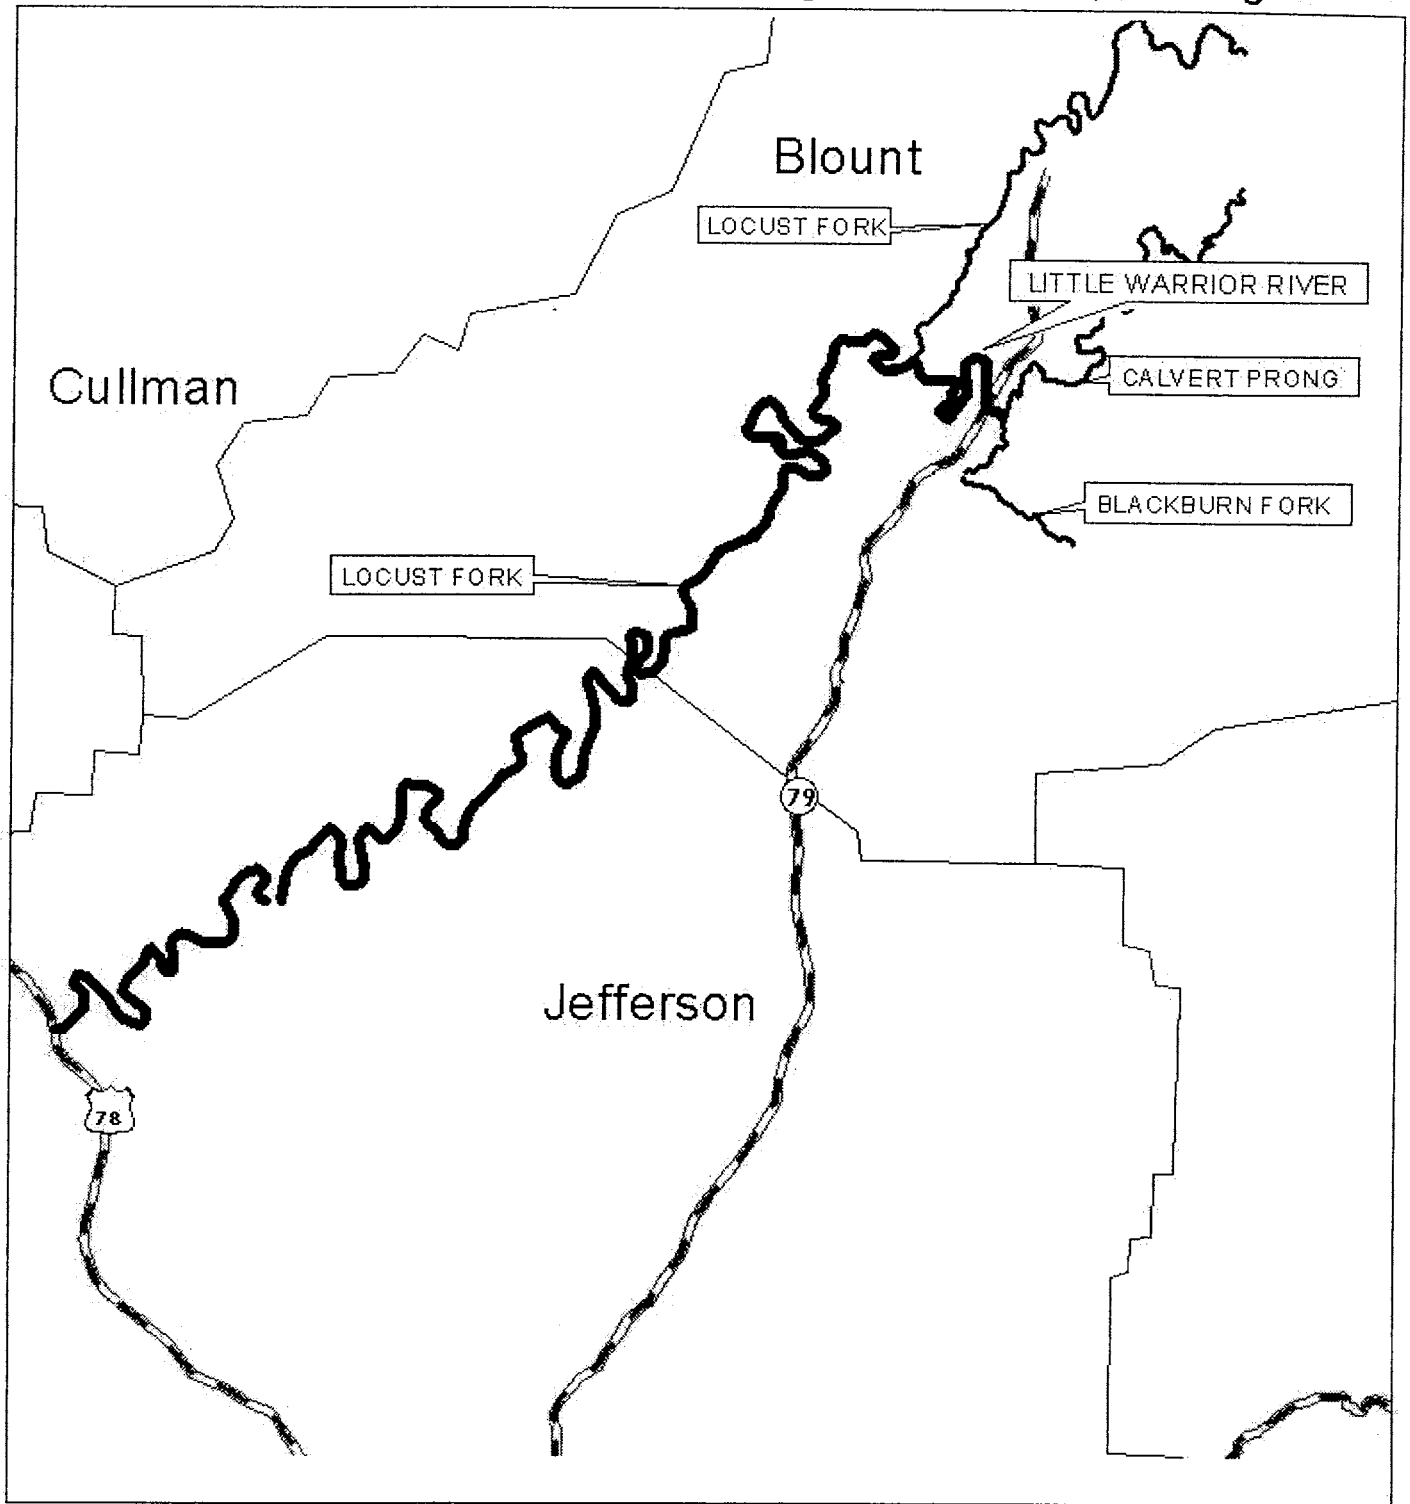 Blount
LOCUST FORK
LITTLE WARRIOR RIVER
Cullman
CALVERT PRONG
BLACKBURN FORK
LOCUST FORK
79
Jefferson
78